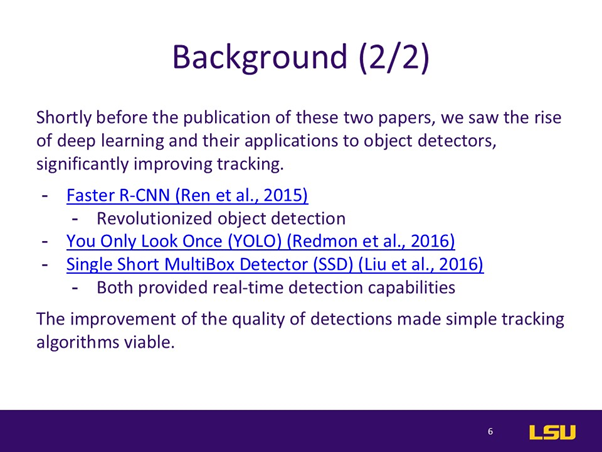 Background (2/2)
Shortly before the publication of these two papers, we saw the rise
of deep learning and their applications to object detectors,
significantly improving tracking.
- Faster R-CNN (Ren et al., 2015)
- Revolutionized object detection
- You Only Look Once (YOLO) (Redmon et al., 2016)
- Single Short MultiBox Detector (SSD) (Liu et al., 2016)
- Both provided real-time detection capabilities
The improvement of the quality of detections made simple tracking
algorithms viable.
6
LSU